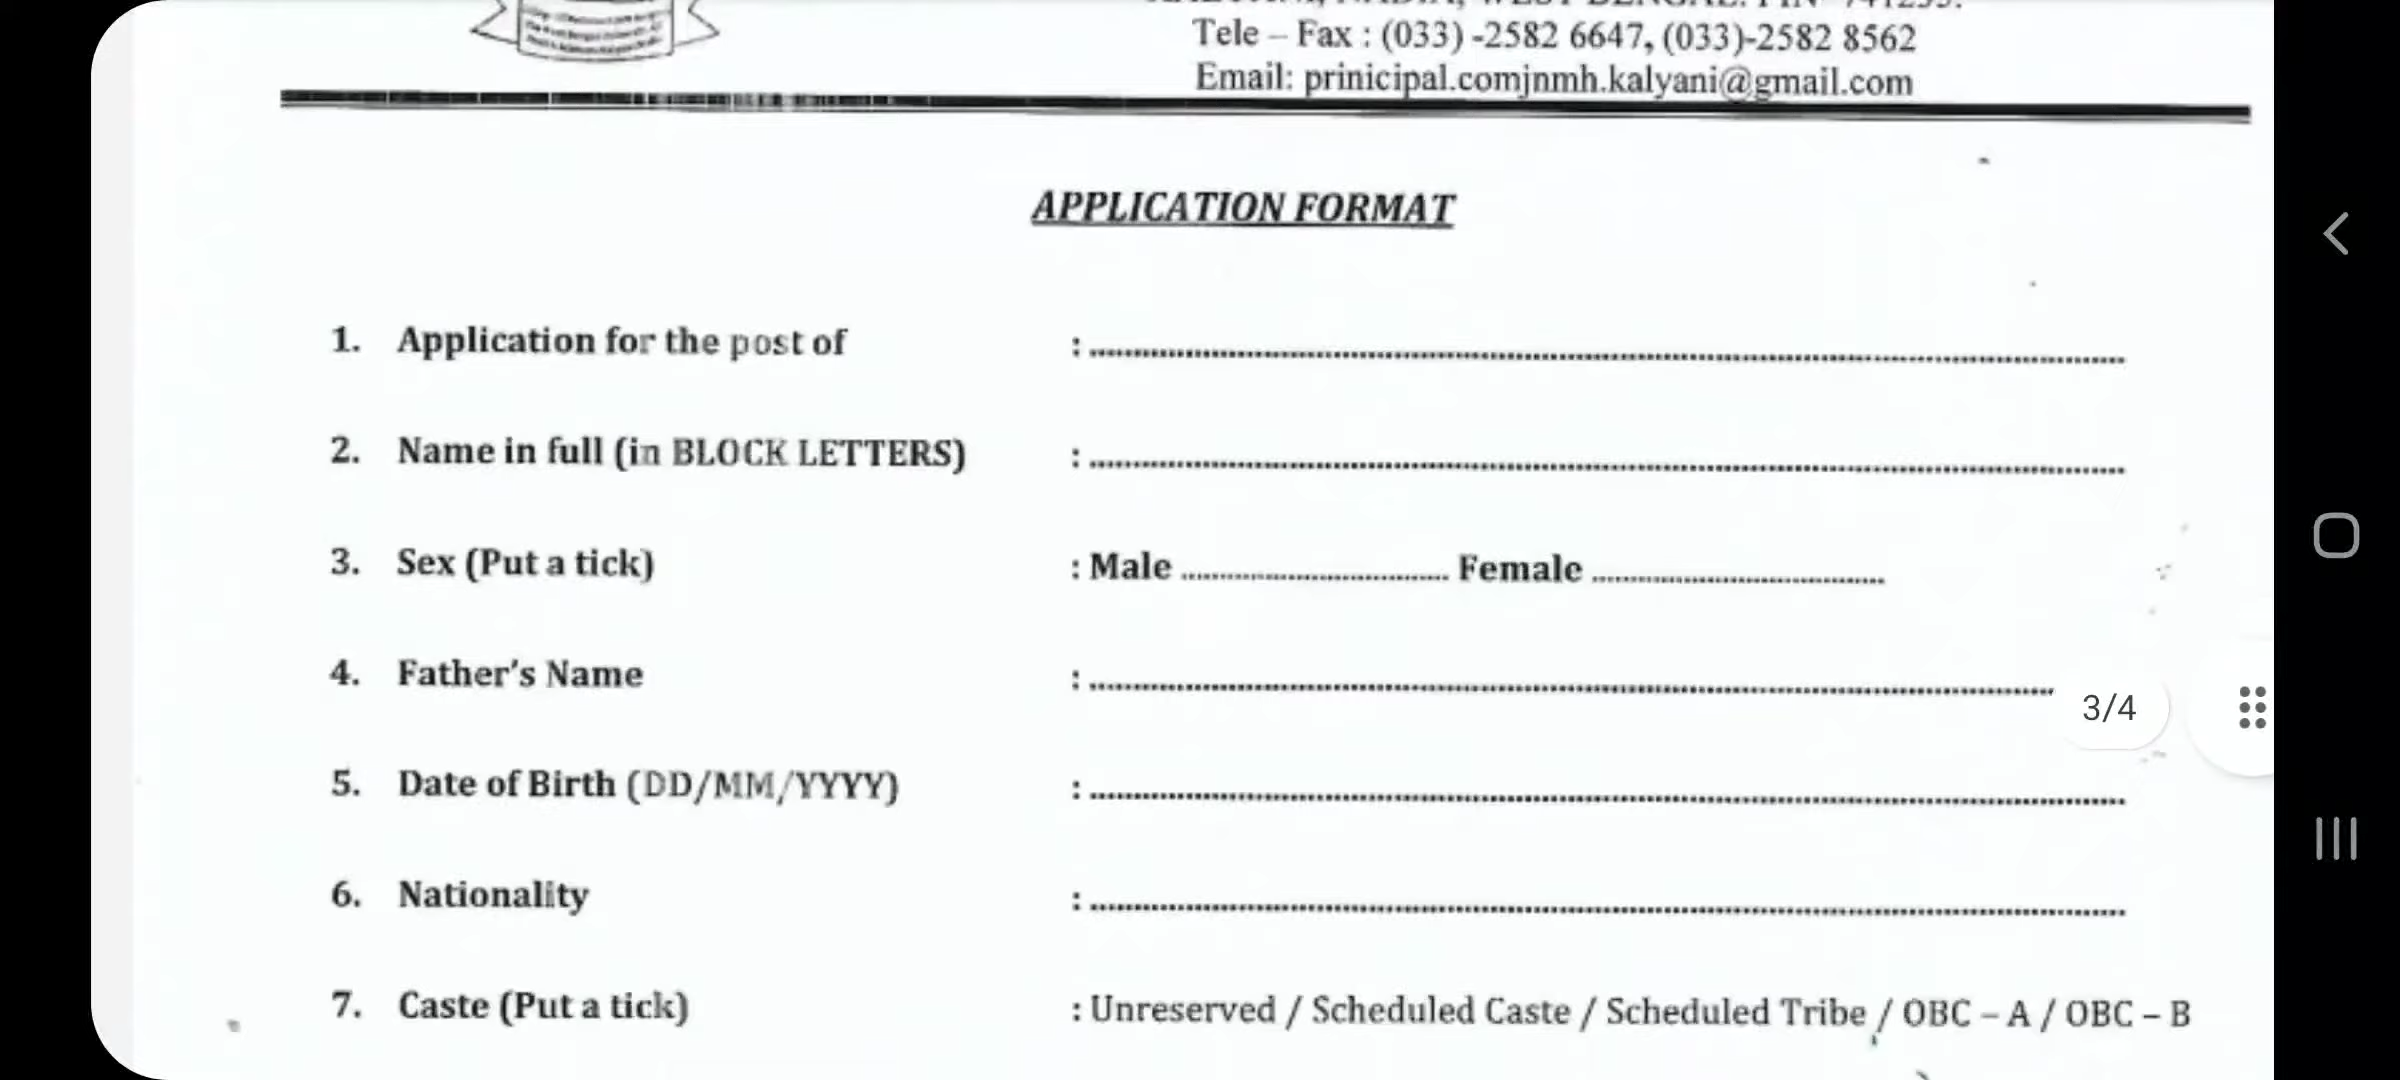 Tele – Fax : (033) -2582 6647, (033)-2582 8562
Email: prinicipal.comjnmh.kalyani@gmail.com
APPLICATION FORMAT
1. Application for the post of :
2. Name in full (in BLOCK LETTERS) :
3. Sex (Put a tick) : Male ........ Female ........
4. Father's Name :
3/4
5. Date of Birth (DD/MM/YYYY) :
6. Nationality :
7. Caste (Put a tick) : Unreserved / Scheduled Caste / Scheduled Tribe / OBC – A / OBC – B